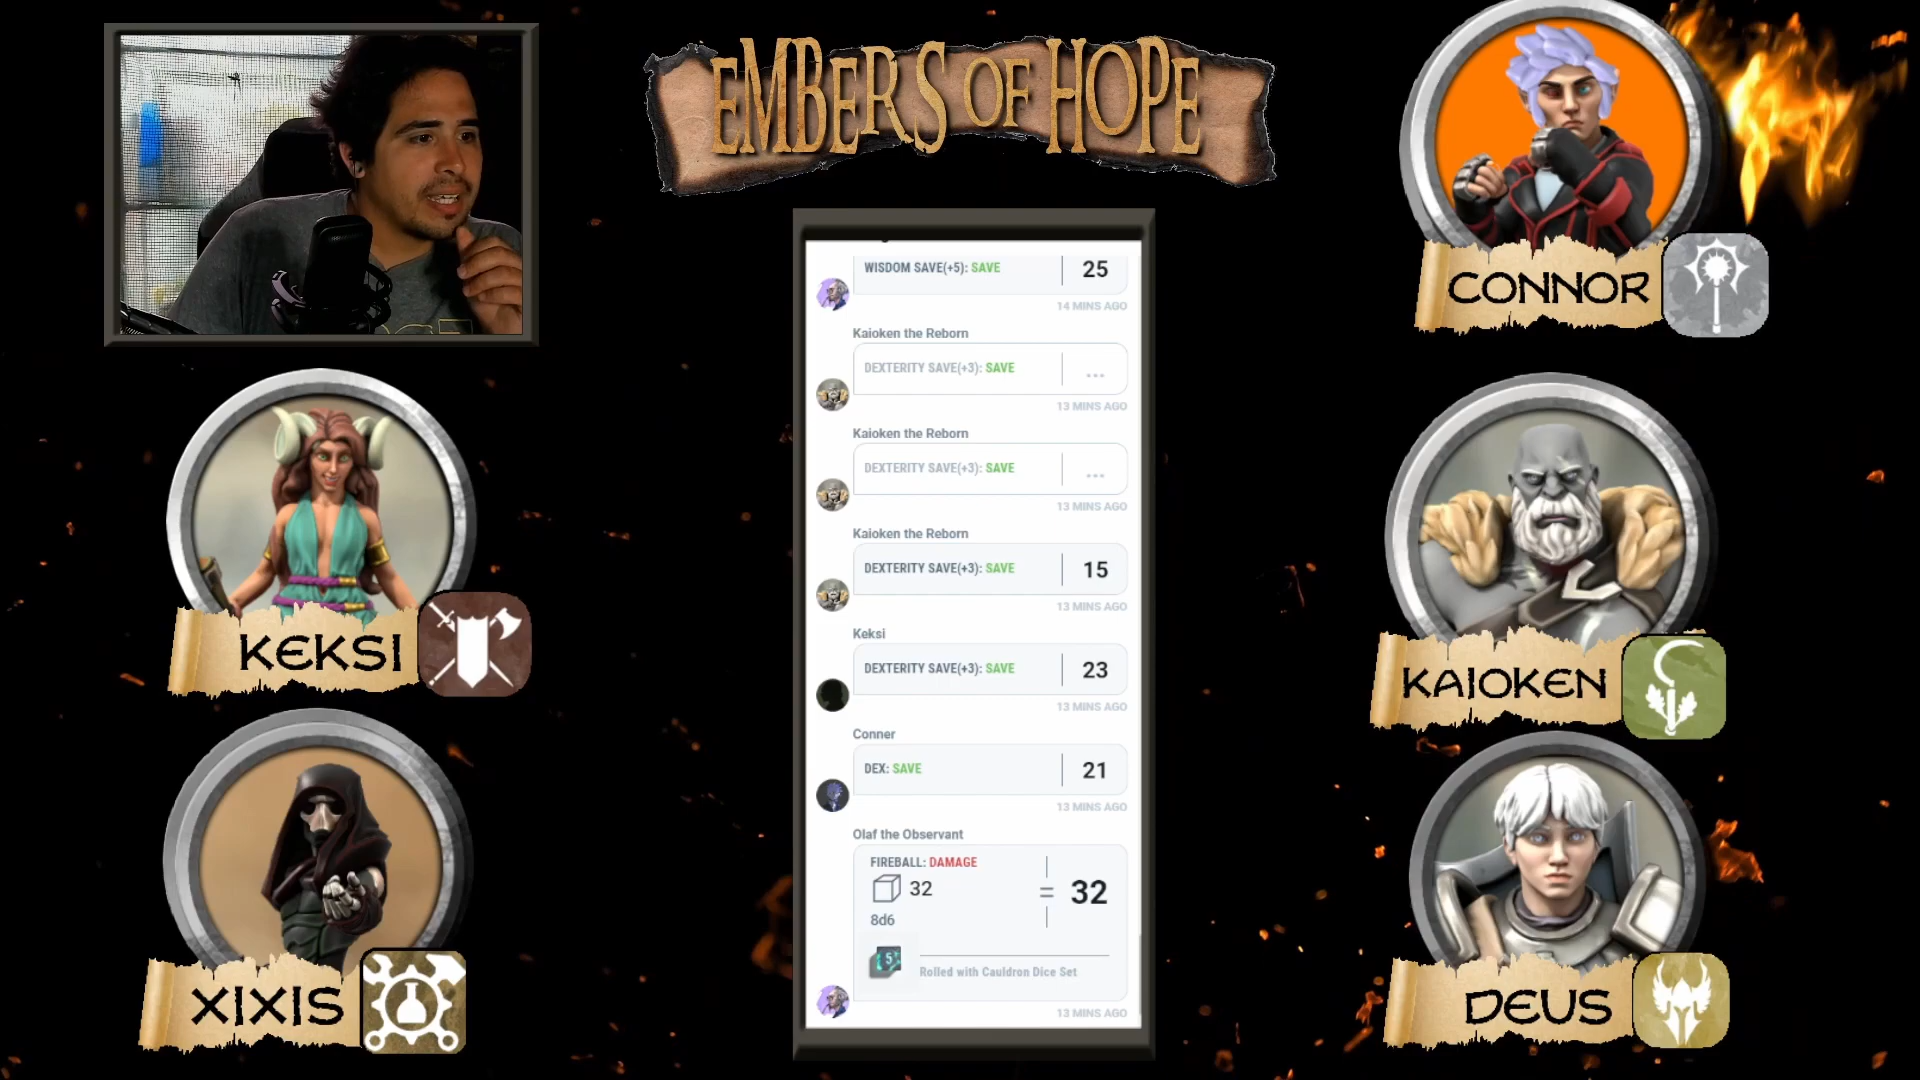 EMBERS OF HOPE
WISDOM SAVE(+5): SAVE
25
14 MINS AGO
Kaioken the Reborn
DEXTERITY SAVE(+3): SAVE
...
13 MINS AGO
Kaioken the Reborn
DEXTERITY SAVE(+3): SAVE
...
13 MINS AGO
Kaioken the Reborn
DEXTERITY SAVE(+3): SAVE
15
13 MINS AGO
Keksi
DEXTERITY SAVE(+3): SAVE
23
13 MINS AGO
Conner
DEX: SAVE
21
13 MINS AGO
Olaf the Observant
FIREBALL: DAMAGE
32
= 32
8d6
5
Rolled with Cauldron Dice Set
13 MINS AGO
KEKSI
XIXIS
CONNOR
KAIOKEN
DEUS